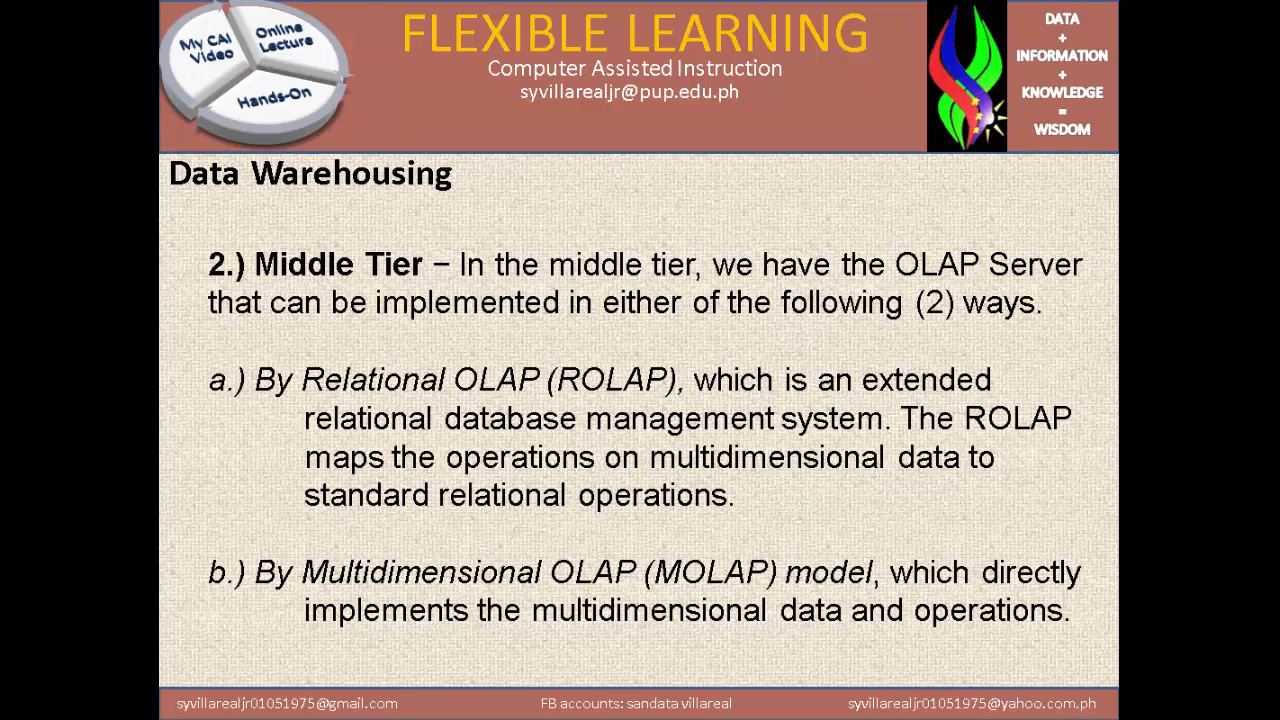 My CAI
Video
Online
Lecture
Hands-On
FLEXIBLE LEARNING
Computer Assisted Instruction
syvillarealjr@pup.edu.ph
DATA
+
INFORMATION
+
KNOWLEDGE
=
WISDOM
Data Warehousing
2.) Middle Tier − In the middle tier, we have the OLAP Server
that can be implemented in either of the following (2) ways.
a.) By Relational OLAP (ROLAP), which is an extended
relational database management system. The ROLAP
maps the operations on multidimensional data to
standard relational operations.
b.) By Multidimensional OLAP (MOLAP) model, which directly
implements the multidimensional data and operations.
syvillarealjr01051975@gmail.com
FB accounts: sandata villareal
syvillarealjr01051975@yahoo.com.ph